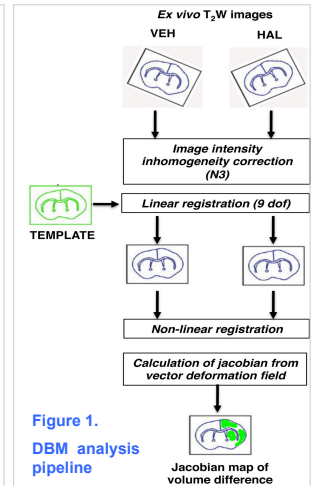 Ex vivo T₂W images
VEH HAL
Image intensity
inhomogeneity correction
(N3)
Linear registration (9 dof)
TEMPLATE
Non-linear registration
Calculation of jacobian from
vector deformation field
Figure 1.
DBM analysis
pipeline
Jacobian map of
volume difference